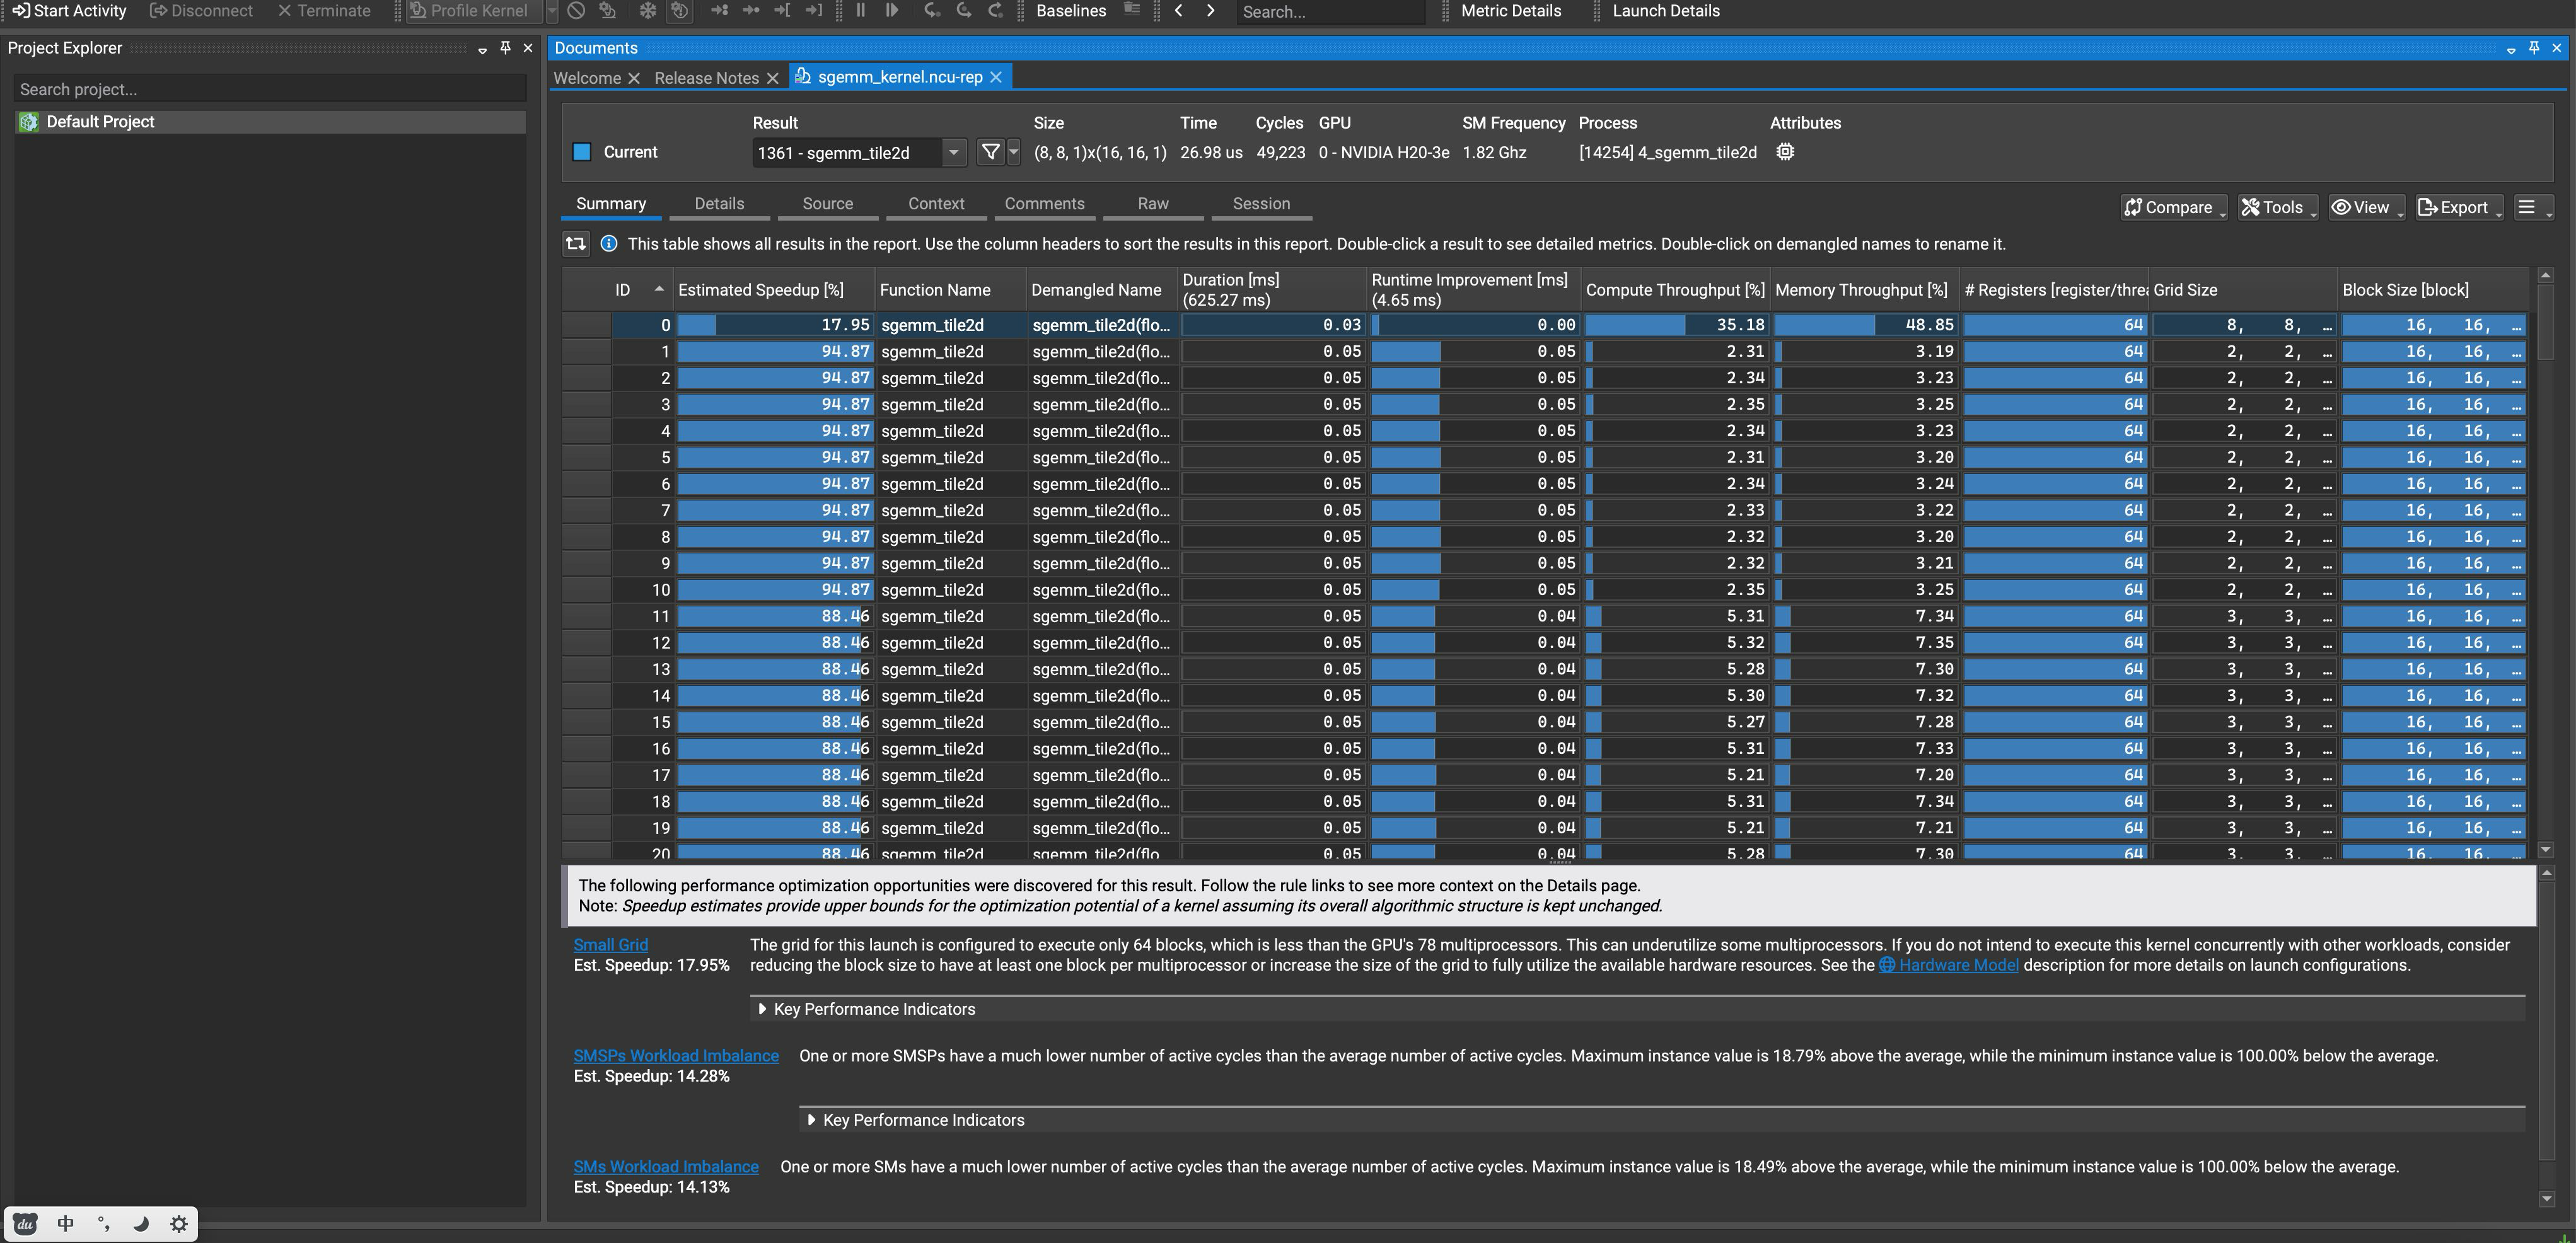 Start Activity Disconnect Terminate Profile Kernel Baselines Search... Metric Details Launch Details
Project Explorer
Search project...
Default Project
Documents
Welcome Release Notes sgemm_kernel.ncu-rep
Result Size Time Cycles GPU SM Frequency Process Attributes
Current 1361 - sgemm_tile2d (8, 8, 1)x(16, 16, 1) 26.98 us 49,223 0 - NVIDIA H20-3e 1.82 Ghz [14254] 4_sgemm_tile2d
Summary Details Source Context Comments Raw Session Compare Tools View Export
This table shows all results in the report. Use the column headers to sort the results in this report. Double-click a result to see detailed metrics. Double-click on demangled names to rename it.
ID Estimated Speedup [%] Function Name Demangled Name Duration [ms] (625.27 ms) Runtime Improvement [ms] (4.65 ms) Compute Throughput [%] Memory Throughput [%] # Registers [register/threa Grid Size Block Size [block]
0 17.95 sgemm_tile2d sgemm_tile2d(flo... 0.03 0.00 35.18 48.85 64 8, 8, ... 16, 16, ...
1 94.87 sgemm_tile2d sgemm_tile2d(flo... 0.05 0.05 2.31 3.19 64 2, 2, ... 16, 16, ...
2 94.87 sgemm_tile2d sgemm_tile2d(flo... 0.05 0.05 2.34 3.23 64 2, 2, ... 16, 16, ...
3 94.87 sgemm_tile2d sgemm_tile2d(flo... 0.05 0.05 2.35 3.25 64 2, 2, ... 16, 16, ...
4 94.87 sgemm_tile2d sgemm_tile2d(flo... 0.05 0.05 2.34 3.23 64 2, 2, ... 16, 16, ...
5 94.87 sgemm_tile2d sgemm_tile2d(flo... 0.05 0.05 2.31 3.20 64 2, 2, ... 16, 16, ...
6 94.87 sgemm_tile2d sgemm_tile2d(flo... 0.05 0.05 2.34 3.24 64 2, 2, ... 16, 16, ...
7 94.87 sgemm_tile2d sgemm_tile2d(flo... 0.05 0.05 2.33 3.22 64 2, 2, ... 16, 16, ...
8 94.87 sgemm_tile2d sgemm_tile2d(flo... 0.05 0.05 2.32 3.20 64 2, 2, ... 16, 16, ...
9 94.87 sgemm_tile2d sgemm_tile2d(flo... 0.05 0.05 2.32 3.21 64 2, 2, ... 16, 16, ...
10 94.87 sgemm_tile2d sgemm_tile2d(flo... 0.05 0.05 2.35 3.25 64 2, 2, ... 16, 16, ...
11 88.46 sgemm_tile2d sgemm_tile2d(flo... 0.05 0.04 5.31 7.34 64 3, 3, ... 16, 16, ...
12 88.46 sgemm_tile2d sgemm_tile2d(flo... 0.05 0.04 5.32 7.35 64 3, 3, ... 16, 16, ...
13 88.46 sgemm_tile2d sgemm_tile2d(flo... 0.05 0.04 5.28 7.30 64 3, 3, ... 16, 16, ...
14 88.46 sgemm_tile2d sgemm_tile2d(flo... 0.05 0.04 5.30 7.32 64 3, 3, ... 16, 16, ...
15 88.46 sgemm_tile2d sgemm_tile2d(flo... 0.05 0.04 5.27 7.28 64 3, 3, ... 16, 16, ...
16 88.46 sgemm_tile2d sgemm_tile2d(flo... 0.05 0.04 5.31 7.33 64 3, 3, ... 16, 16, ...
17 88.46 sgemm_tile2d sgemm_tile2d(flo... 0.05 0.04 5.21 7.20 64 3, 3, ... 16, 16, ...
18 88.46 sgemm_tile2d sgemm_tile2d(flo... 0.05 0.04 5.31 7.34 64 3, 3, ... 16, 16, ...
19 88.46 sgemm_tile2d sgemm_tile2d(flo... 0.05 0.04 5.21 7.21 64 3, 3, ... 16, 16, ...
20 88.46 sgemm_tile2d sgemm_tile2d(flo 0.05 0.04 5.28 7.30 64 3, 3, ... 16, 16, ...
The following performance optimization opportunities were discovered for this result. Follow the rule links to see more context on the Details page.
Note: Speedup estimates provide upper bounds for the optimization potential of a kernel assuming its overall algorithmic structure is kept unchanged.
Small Grid The grid for this launch is configured to execute only 64 blocks, which is less than the GPU's 78 multiprocessors. This can underutilize some multiprocessors. If you do not intend to execute this kernel concurrently with other workloads, consider
Est. Speedup: 17.95% reducing the block size to have at least one block per multiprocessor or increase the size of the grid to fully utilize the available hardware resources. See the Hardware Model description for more details on launch configurations.
Key Performance Indicators
SMSPs Workload Imbalance One or more SMSPs have a much lower number of active cycles than the average number of active cycles. Maximum instance value is 18.79% above the average, while the minimum instance value is 100.00% below the average.
Est. Speedup: 14.28%
Key Performance Indicators
SMs Workload Imbalance One or more SMs have a much lower number of active cycles than the average number of active cycles. Maximum instance value is 18.49% above the average, while the minimum instance value is 100.00% below the average.
Est. Speedup: 14.13%
du 中 °,